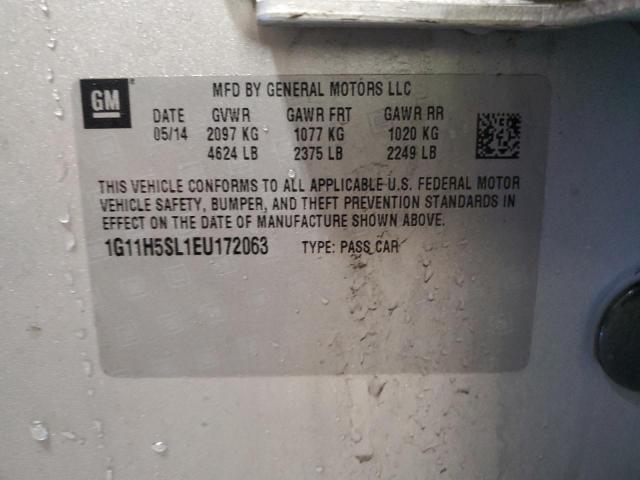 GM
MFD BY GENERAL MOTORS LLC
DATE GVWR GAWR FRT GAWR RR
05/14 2097 KG 1077 KG 1020 KG
4624 LB 2375 LB 2249 LB
THIS VEHICLE CONFORMS TO ALL APPLICABLE U.S. FEDERAL MOTOR
VEHICLE SAFETY, BUMPER, AND THEFT PREVENTION STANDARDS IN
EFFECT ON THE DATE OF MANUFACTURE SHOWN ABOVE.
1G11H5SL1EU172063 TYPE: PASS CAR